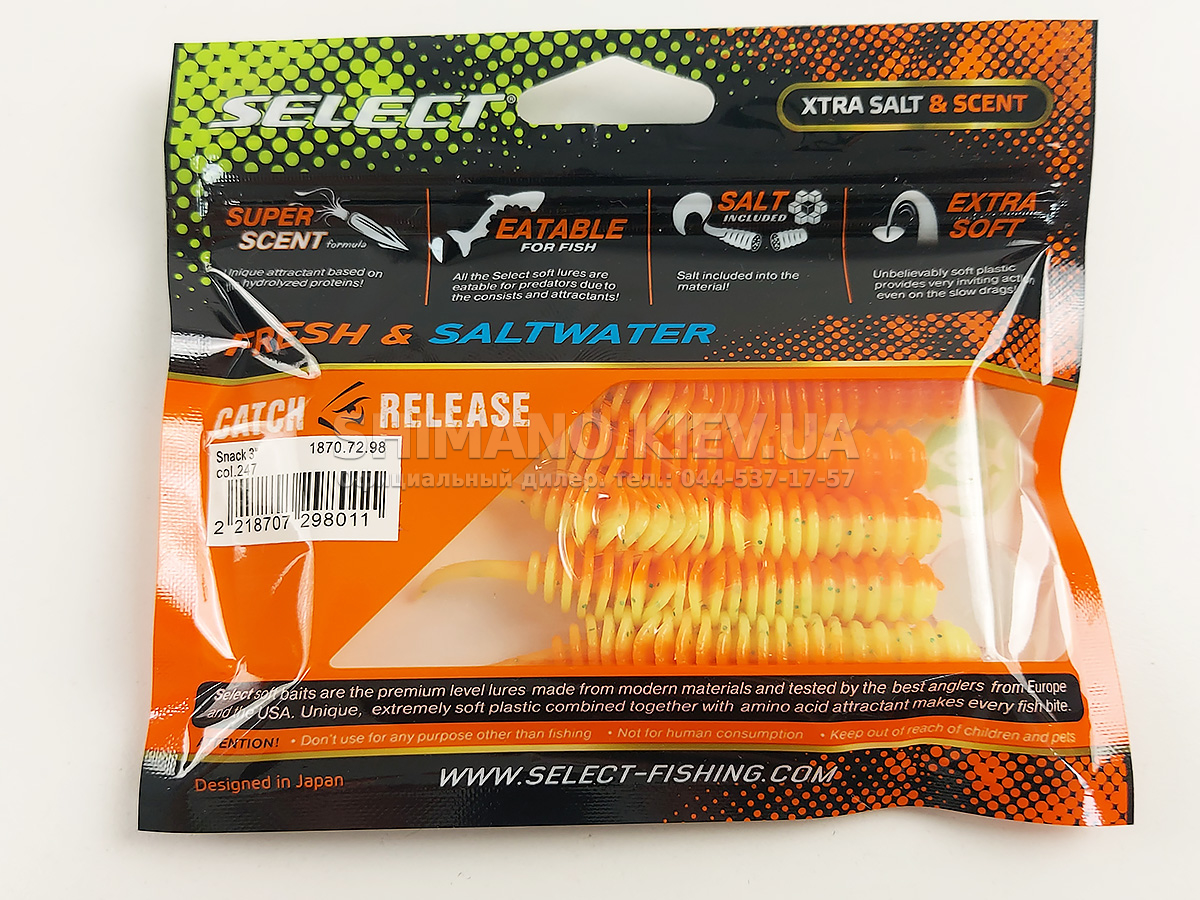 SELECT®
XTRA SALT & SCENT
SUPER
SCENT formula
Unique attractant based on
the hydrolyzed proteins!
EATABLE
FOR FISH
All the Select soft lures are
eatable for predators due to
the consists and attractants!
SALT
INCLUDED
Salt included into the
material!
EXTRA
SOFT
Unbelievably soft plastic
provides very inviting action
even on the slow drags!
FRESH & SALTWATER
CATCH RELEASE
SHIMANO.KIEV.UA
Официальный дилер. тел.: 044-537-17-57
Snack 3" 1870.72.98
col.247
2 218707 298011
Select soft baits are the premium level lures made from modern materials and tested by the best anglers from Europe
and the USA. Unique, extremely soft plastic combined together with amino acid attractant makes every fish bite.
ATTENTION! • Don't use for any purpose other than fishing • Not for human consumption • Keep out of reach of children and pets
Designed in Japan
WWW.SELECT-FISHING.COM